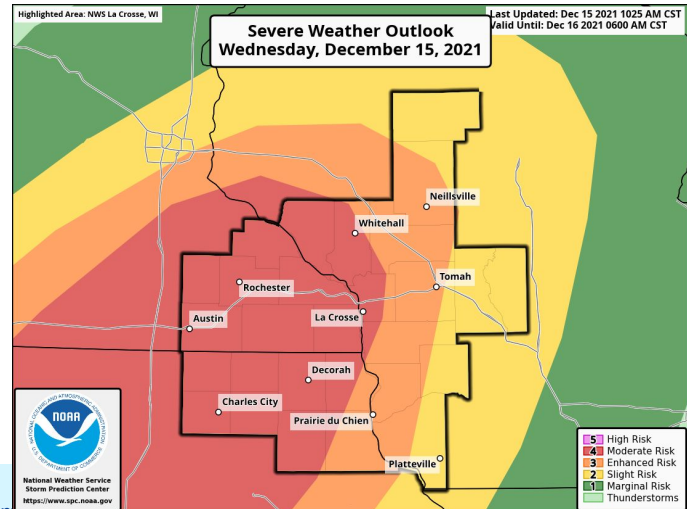 Highlighted Area: NWS La Crosse, WI
Severe Weather Outlook
Wednesday, December 15, 2021
Last Updated: Dec 15 2021 1025 AM CST
Valid Until: Dec 16 2021 0600 AM CST
Neillsville
Whitehall
Tomah
Rochester
La Crosse
Austin
Decorah
Charles City
Prairie du Chien
Platteville
NATIONAL OCEANIC AND ATMOSPHERIC ADMINISTRATION
NOAA
U.S. DEPARTMENT OF COMMERCE
National Weather Service
Storm Prediction Center
https://www.spc.noaa.gov
5 High Risk
4 Moderate Risk
3 Enhanced Risk
2 Slight Risk
1 Marginal Risk
Thunderstorms